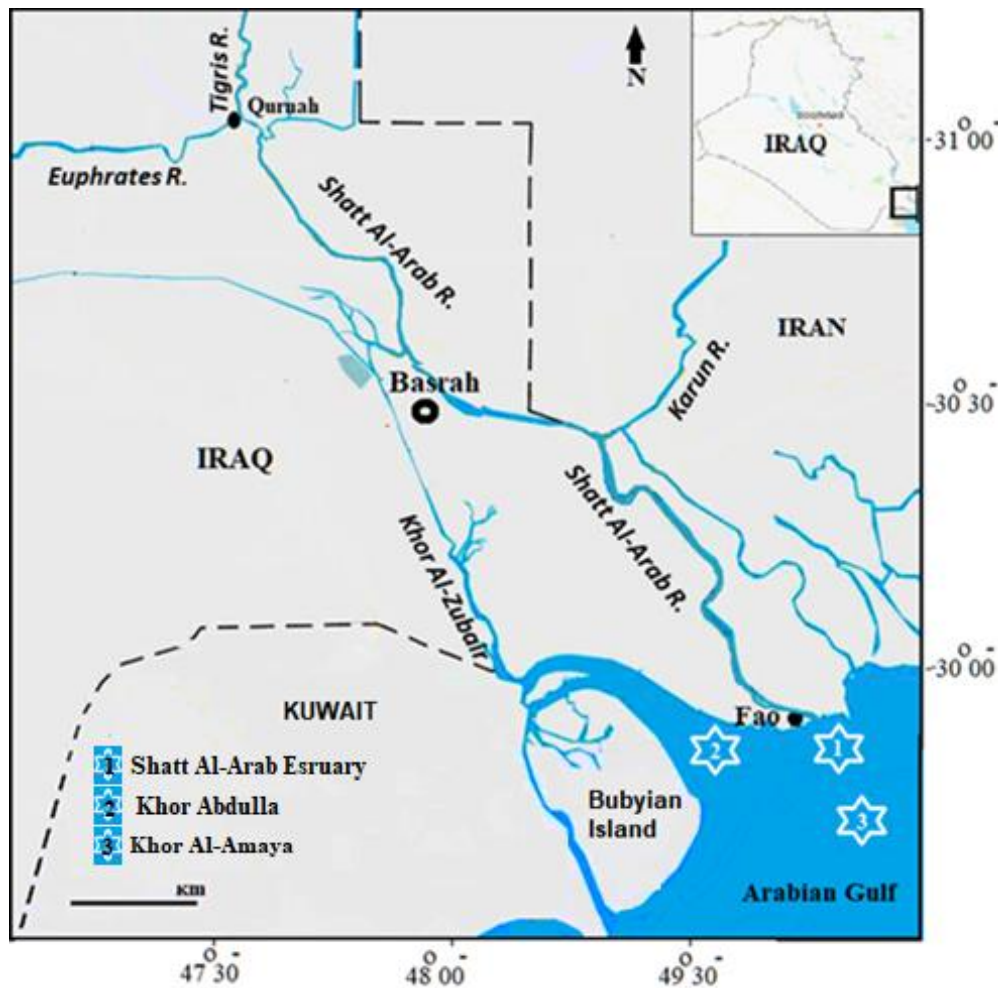 Tigris R.
Qurnah
N
IRAQ
31 00
Euphrates R.
Shatt Al-Arab R.
IRAN
Karun R.
30 30
Basrah
IRAQ
Shatt Al-Arab R.
Khor Al-Zubair
30 00
KUWAIT
Fao
1 Shatt Al-Arab Esruary
2 Khor Abdulla
3 Khor Al-Amaya
2
1
3
Bubyian
Island
KM
Arabian Gulf
47 30
48 00
49 30